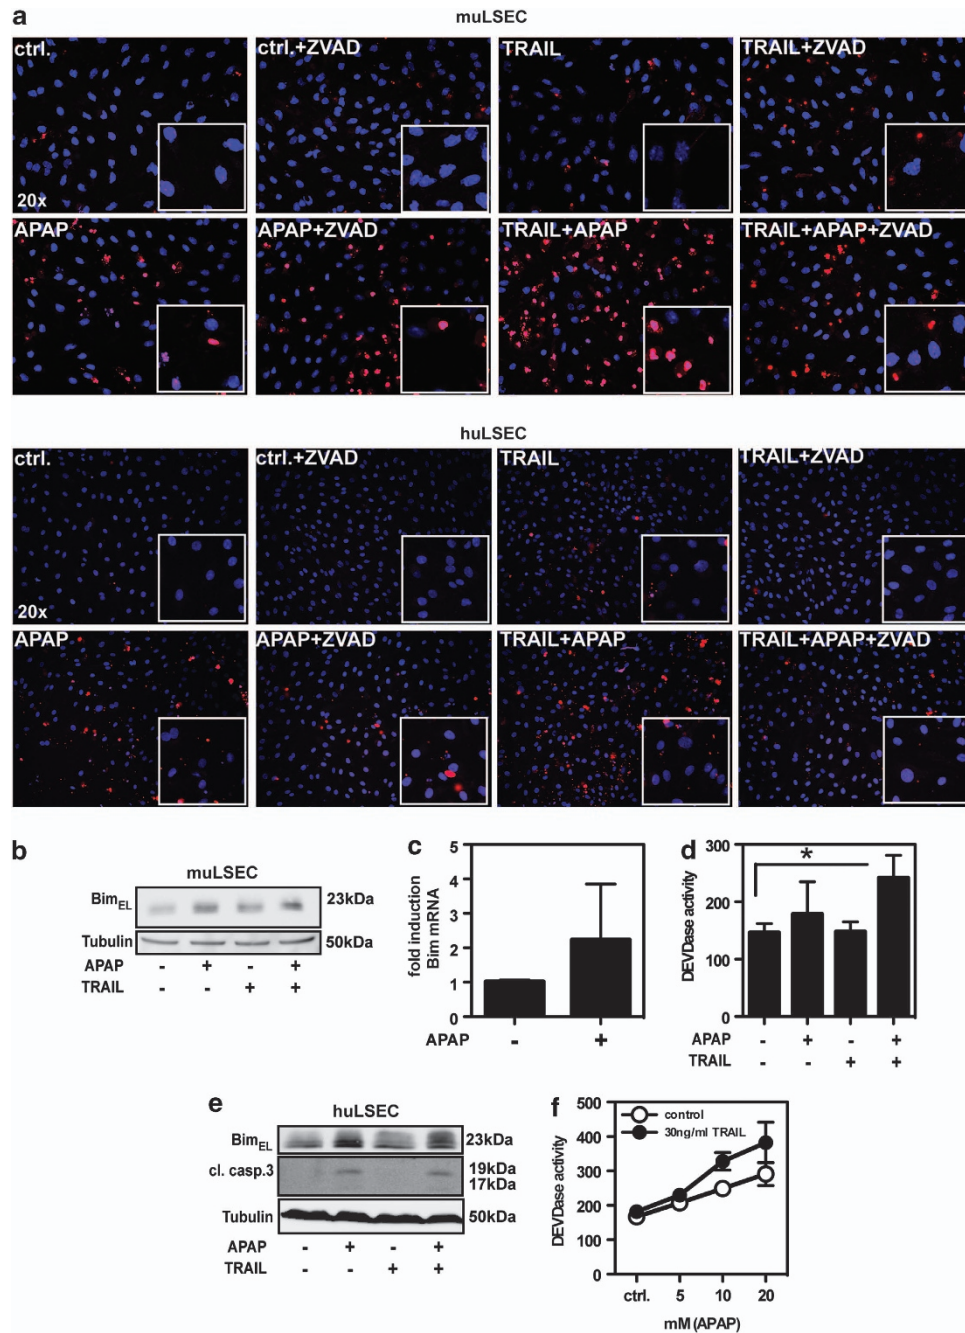 a
muLSEC
ctrl. ctrl.+ZVAD TRAIL TRAIL+ZVAD
20x
APAP APAP+ZVAD TRAIL+APAP TRAIL+APAP+ZVAD
huLSEC
ctrl. ctrl.+ZVAD TRAIL TRAIL+ZVAD
20x
APAP APAP+ZVAD TRAIL+APAP TRAIL+APAP+ZVAD
b
muLSEC
BimEL 23kDa
Tubulin 50kDa
APAP - + - +
TRAIL - - + +
c
fold induction
Bim mRNA
5
4
3
2
1
0
APAP - +
d
DEVDase activity
300
200
100
0
*
APAP - + - +
TRAIL - - + +
e
huLSEC
BimEL 23kDa
cl. casp.3 19kDa
17kDa
Tubulin 50kDa
APAP - + - +
TRAIL - - + +
f
DEVDase activity
500
400
300
200
100
0
control
30ng/ml TRAIL
ctrl. 5 10 20
mM (APAP)